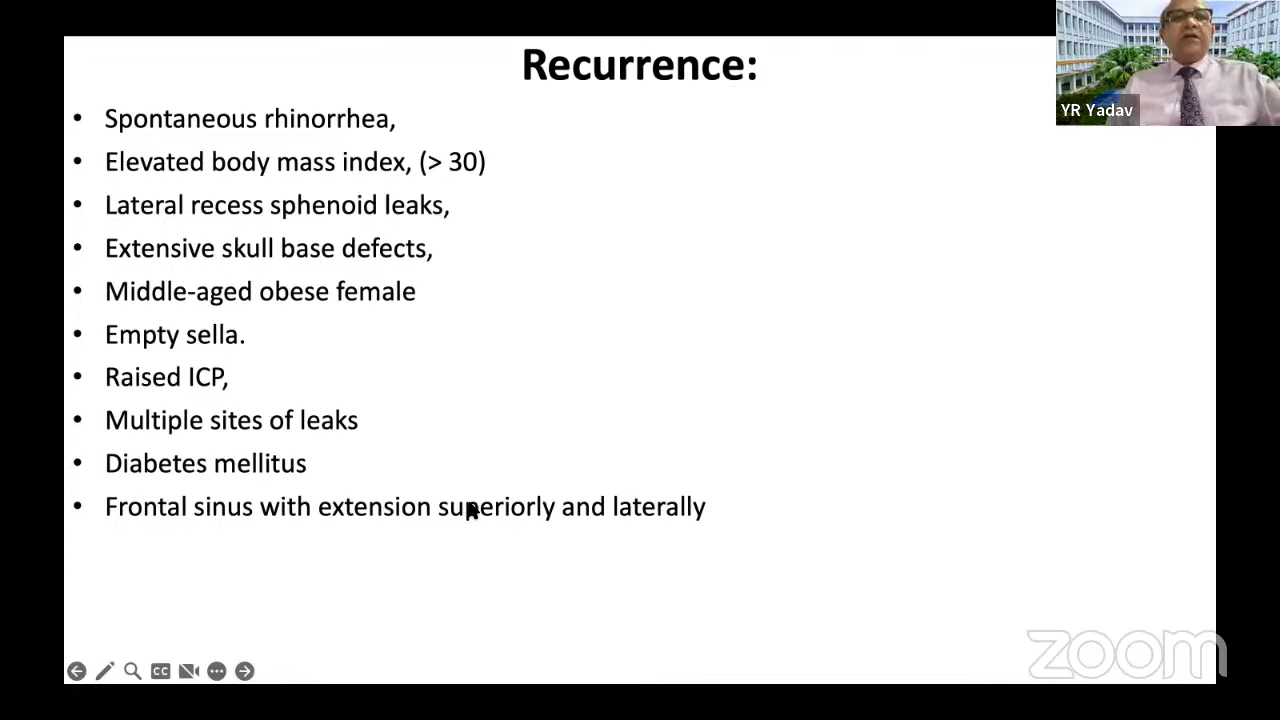 Recurrence:
• Spontaneous rhinorrhea,
• Elevated body mass index, (> 30)
• Lateral recess sphenoid leaks,
• Extensive skull base defects,
• Middle-aged obese female
• Empty sella.
• Raised ICP,
• Multiple sites of leaks
• Diabetes mellitus
• Frontal sinus with extension superiorly and laterally
YR Yadav
CC
zoom